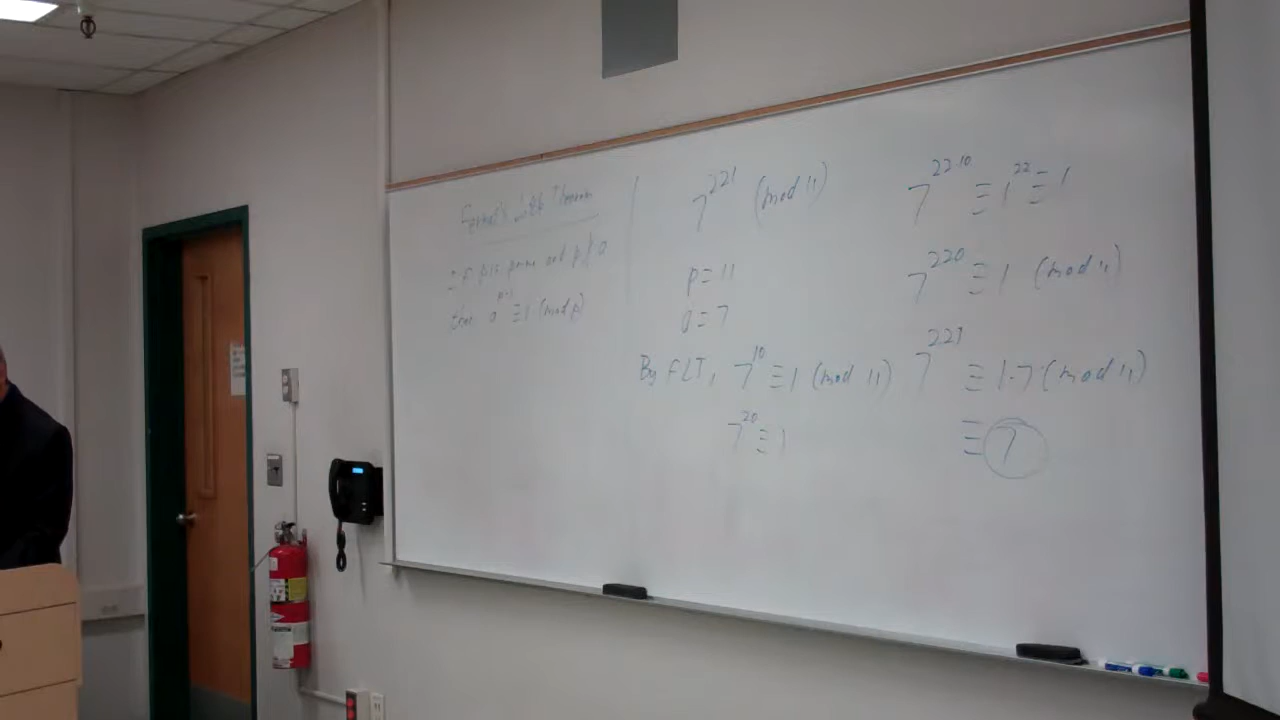 Fermat's Little Theorem
If p is prime and p∤a
then a^{p-1} ≡ 1 (mod p)
7^{221} (mod 11)
p = 11
a = 7
By FLT, 7^{10} ≡ 1 (mod 11)
7^{20} ≡ 1
7^{22·10} ≡ 1^{22} ≡ 1
7^{220} ≡ 1 (mod 11)
7^{221} ≡ 1·7 (mod 11)
≡ 7